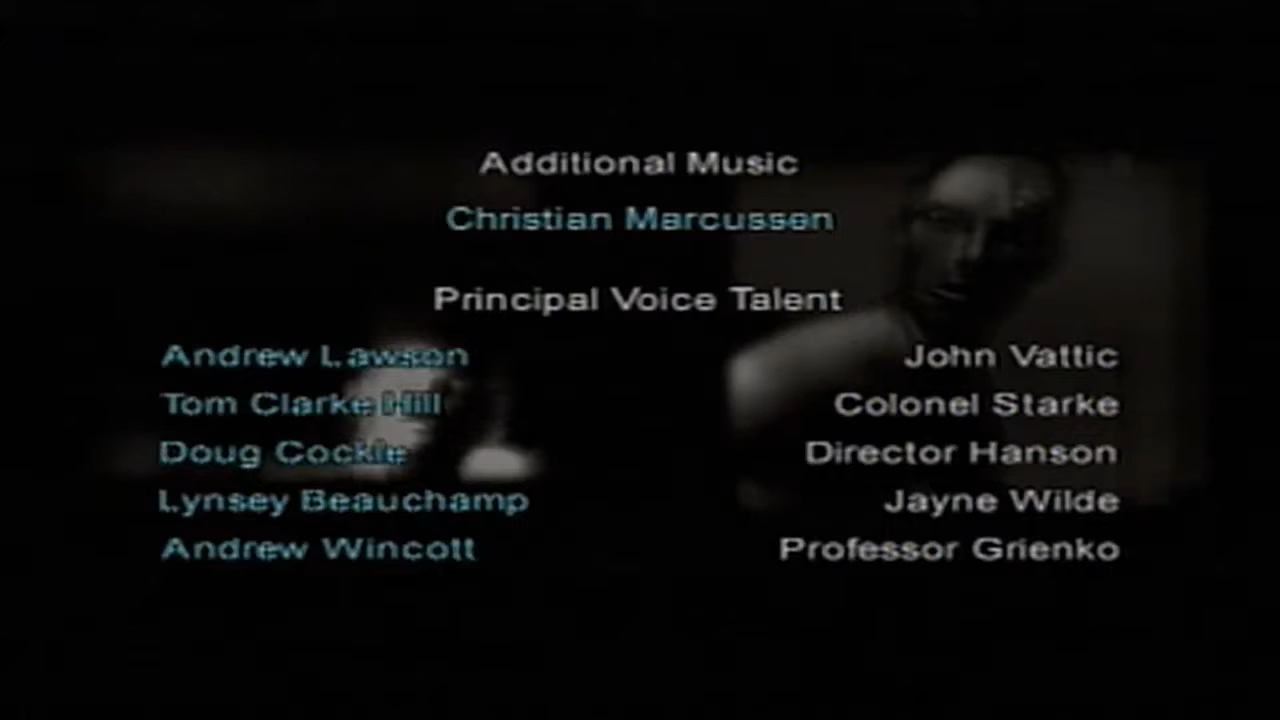 Additional Music
Christian Marcussen
Principal Voice Talent
Andrew Lawson John Vattic
Tom Clarke Hill Colonel Starke
Doug Cockle Director Hanson
Lynsey Beauchamp Jayne Wilde
Andrew Wincott Professor Grienko